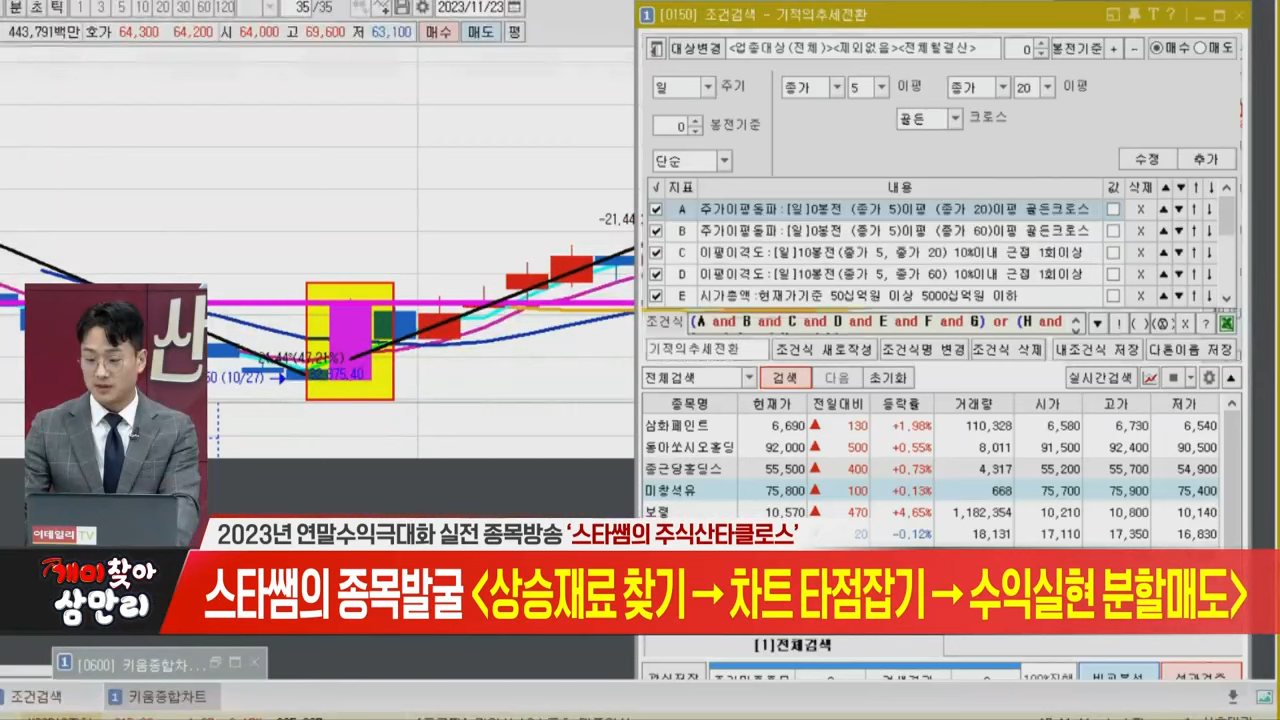 분 초 틱 1 3 5 10 20 30 60 120 35/35 2023/11/23
443,791백만 호가 64,300 64,200 시 64,000 고 69,600 저 63,100 매수 매도 평
1 [0150] 조건검색 - 기적의추세전환
대상변경 <업종대상(전체)><제외없음><전체월결산> 0 봉전기준 + - 매수 매도
일 주기 종가 5 이평 종가 20 이평
0 봉전기준 골든 크로스
단순 수정 추가
√ 지표 내용 값 삭제 ▲ ▼ ↑ ↓
A 주가이평돌파:[일]0봉전 (종가 5)이평 (종가 20)이평 골든크로스 X ▲ ▼ ↑ ↓
B 주가이평돌파:[일]0봉전 (종가 5)이평 (종가 60)이평 골든크로스 X ▲ ▼ ↑ ↓
C 이평이격도:[일]10봉전(종가 5, 종가 20) 10%이내 근접 1회이상 X ▲ ▼ ↑ ↓
D 이평이격도:[일]10봉전(종가 5, 종가 60) 10%이내 근접 1회이상 X ▲ ▼ ↑ ↓
E 시가총액:현재가기준 50십억원 이상 5000십억원 이하 X ▲ ▼ ↑ ↓
조건식 (A and B and C and D and E and F and G) or (H and ▼ ! ( ) X ?
기적의추세전환 조건식 새로작성 조건식명 변경 조건식 삭제 내조건식 저장 다른이름 저장
전체검색 검색 다음 초기화 실시간검색
종목명 현재가 전일대비 등락률 거래량 시가 고가 저가
삼화페인트 6,690 ▲ 130 +1.98% 110,328 6,580 6,730 6,540
동아쏘시오홀딩 92,000 ▲ 500 +0.55% 8,011 91,500 92,400 90,500
종근당홀딩스 55,500 ▲ 400 +0.73% 4,317 55,200 55,700 54,900
미창석유 75,800 ▲ 100 +0.13% 668 75,700 75,900 75,400
보령 10,570 ▲ 470 +4.65% 1,182,354 10,210 10,800 10,140
20 -0.12% 18,131 17,110 17,350 16,830
-21.44
(47.21%)
(10/27) →
산
이데일리TV
2023년 연말수익극대화 실전 종목방송 ‘스타쌤의 주식산타클로스’
개미찾아
삼만리
스타쌤의 종목발굴 <상승재료 찾기→차트 타점잡기→수익실현 분할매도>
[1]전체검색
1 [0600] 키움종합차...
조건검색 1 키움종합차트